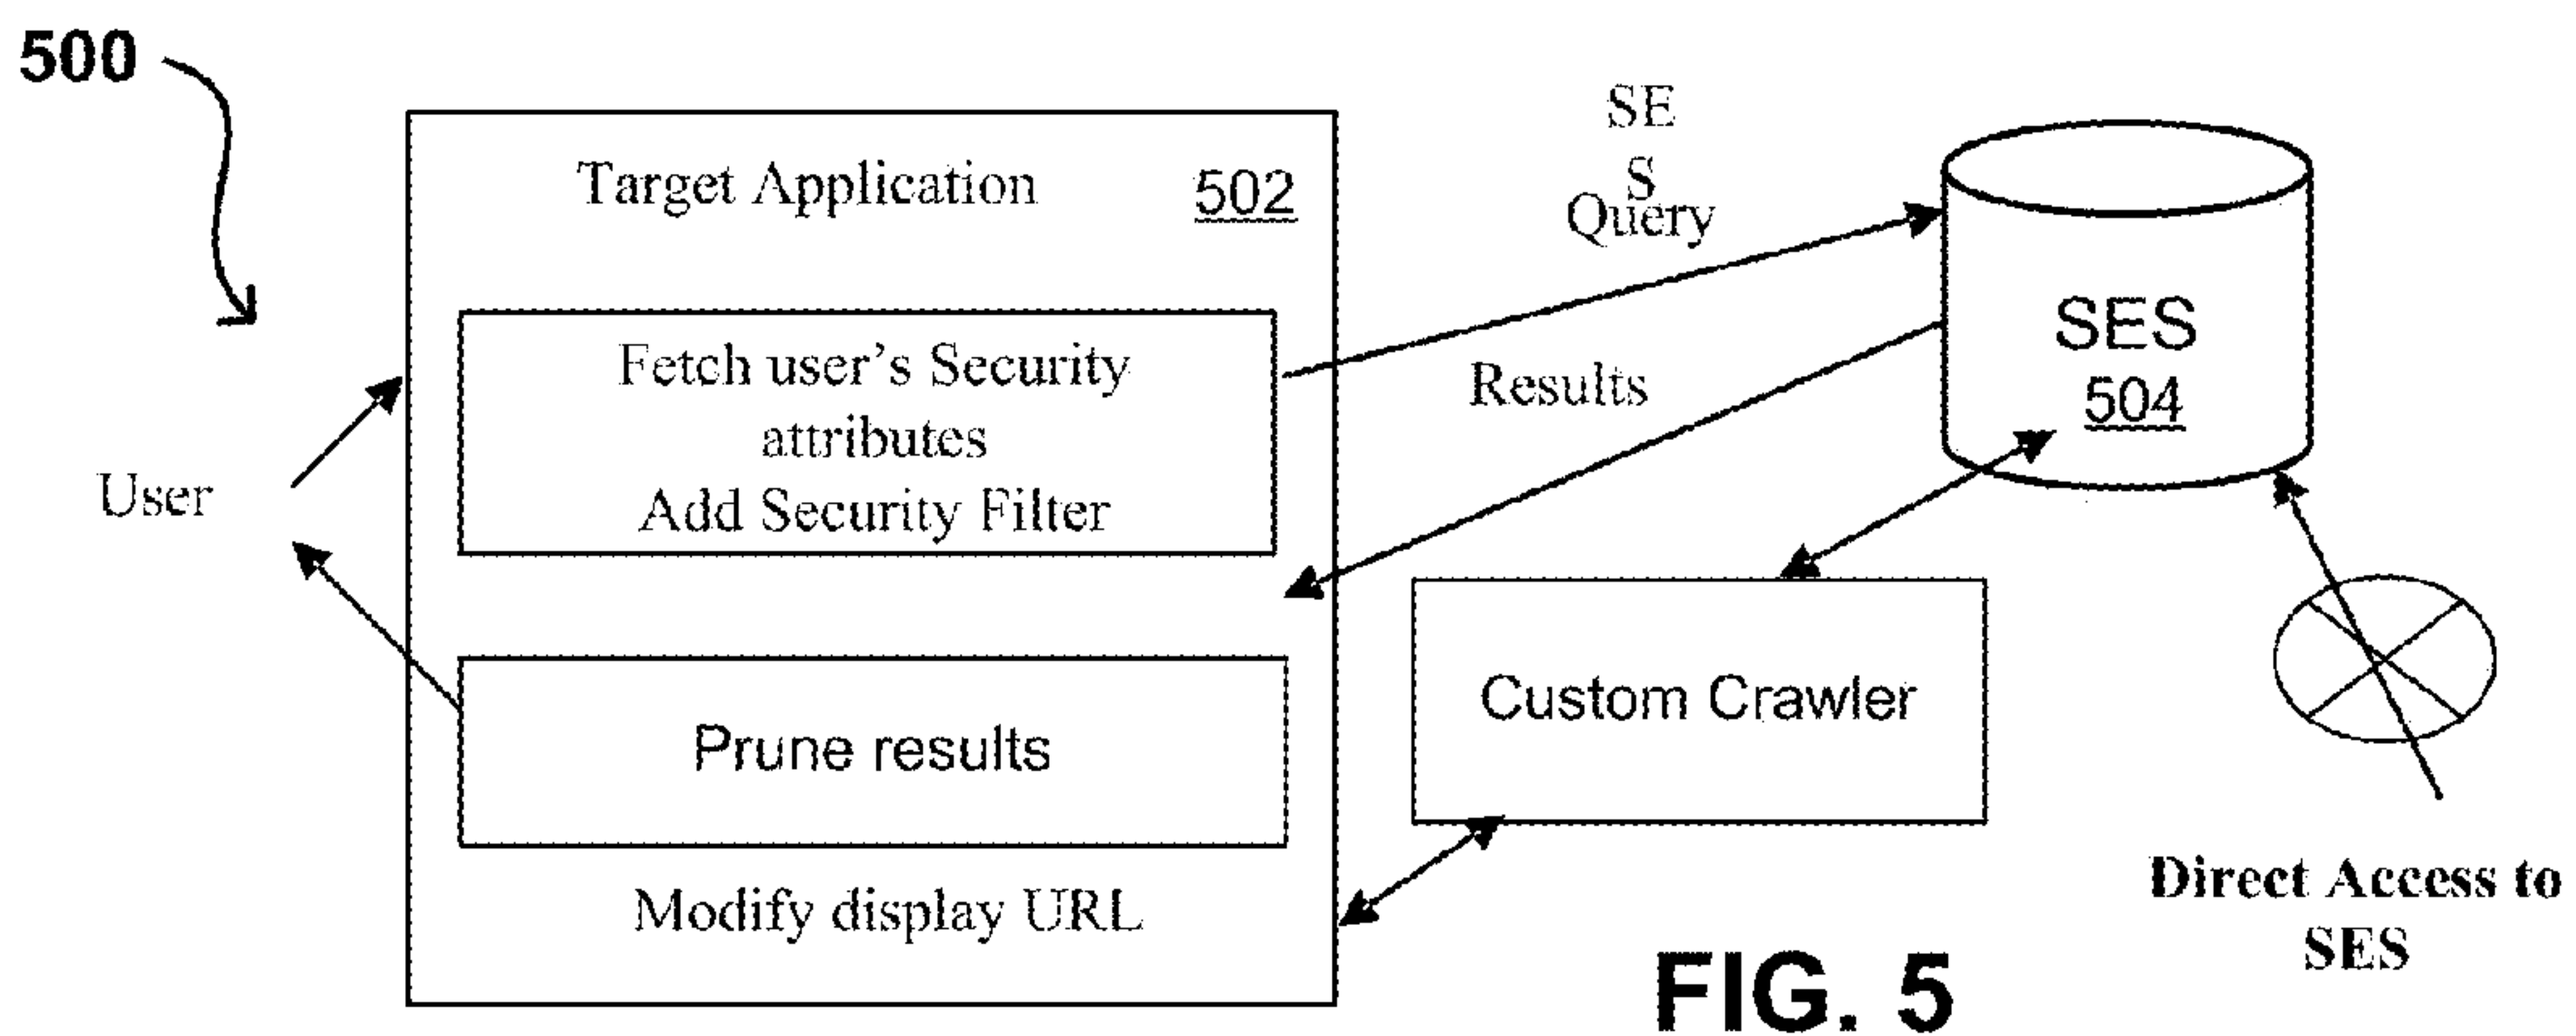 500
Target Application 502
Fetch user's Security
attributes
Add Security Filter
User
Prune results
Modify display URL
SE
S
Query
Results
SES
504
Custom Crawler
Direct Access to
SES
FIG. 5